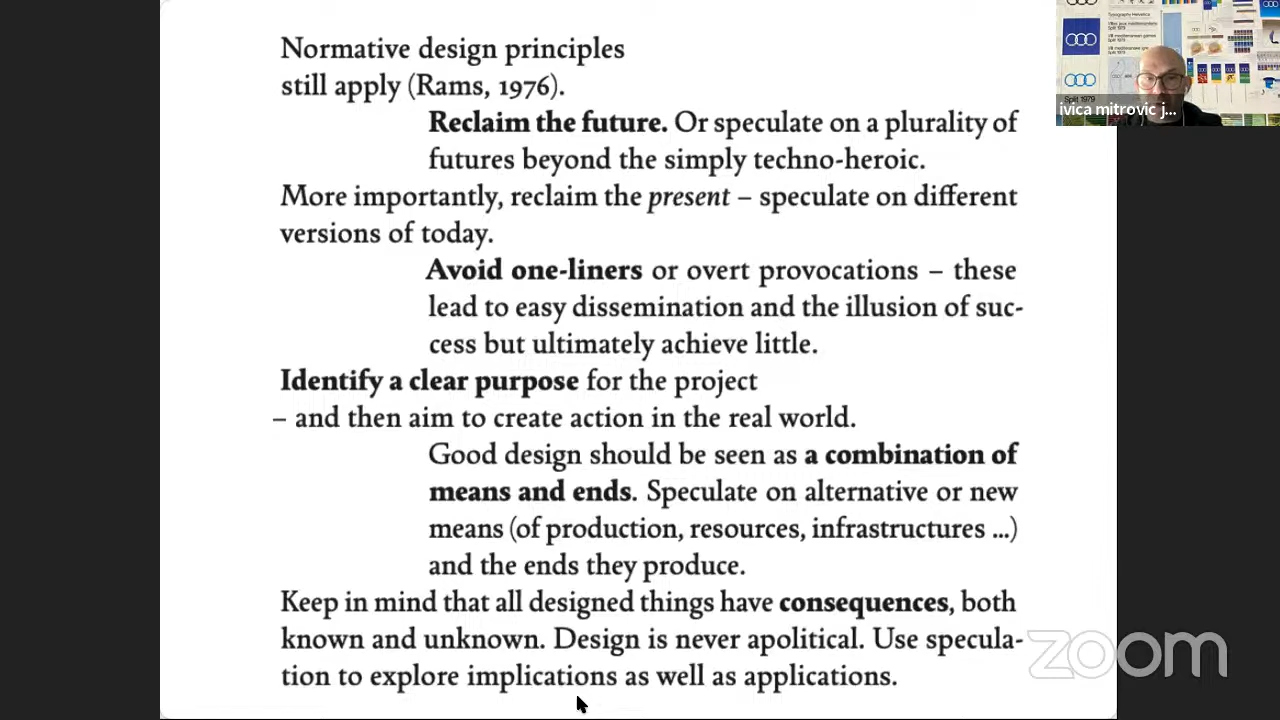 Normative design principles
still apply (Rams, 1976).
Reclaim the future. Or speculate on a plurality of
futures beyond the simply techno-heroic.
More importantly, reclaim the present – speculate on different
versions of today.
Avoid one-liners or overt provocations – these
lead to easy dissemination and the illusion of suc-
cess but ultimately achieve little.
Identify a clear purpose for the project
– and then aim to create action in the real world.
Good design should be seen as a combination of
means and ends. Speculate on alternative or new
means (of production, resources, infrastructures ...)
and the ends they produce.
Keep in mind that all designed things have consequences, both
known and unknown. Design is never apolitical. Use specula-
tion to explore implications as well as applications.
Typography Helvetica
Split 1979
ivica mitrovic j...
zoom